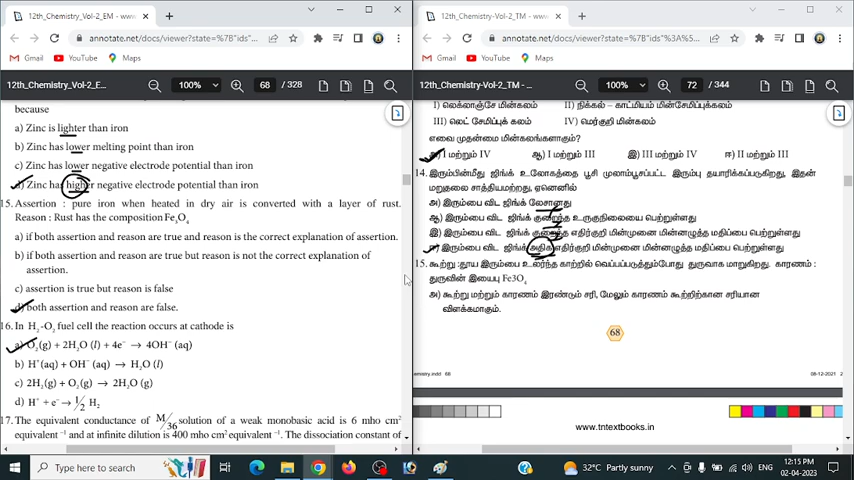 12th_Chemistry_Vol-2_EM
annotate.net/docs/viewer?state=%7B"ids"
Gmail
YouTube
Maps
12th_Chemistry_Vol-2_E...
100%
68 / 328
because
a) Zinc is lighter than iron
b) Zinc has lower melting point than iron
c) Zinc has lower negative electrode potential than iron
d) Zinc has higher negative electrode potential than iron
15. Assertion : pure iron when heated in dry air is converted with a layer of rust.
Reason : Rust has the composition Fe₃O₄
a) if both assertion and reason are true and reason is the correct explanation of assertion.
b) if both assertion and reason are true but reason is not the correct explanation of
assertion.
c) assertion is true but reason is false
d) both assertion and reason are false.
16. In H₂-O₂ fuel cell the reaction occurs at cathode is
a) O₂(g) + 2H₂O (l) + 4e⁻ → 4OH⁻ (aq)
b) H⁺(aq) + OH⁻ (aq) → H₂O (l)
c) 2H₂(g) + O₂(g) → 2H₂O (g)
d) H⁺ + e⁻ → 1/2 H₂
17. The equivalent conductance of M/36 solution of a weak monobasic acid is 6 mho cm²
equivalent⁻¹ and at infinite dilution is 400 mho cm² equivalent⁻¹. The dissociation constant of
12th_Chemistry_Vol-2_TM
annotate.net/docs/viewer?state=%7B"ids"%3A%5...
Gmail
YouTube
Maps
12th_Chemistry_Vol-2_TM - ...
100%
72 / 344
I) லெக்லாஞ்சே மின்கலம் II) நிக்கல் – காட்மியம் மின்சேமிப்புக்கலம்
III) லெட் சேமிப்புக் கலம் IV) மெர்குறி மின்கலம்
எவை முதன்மை மின்கலங்களாகும்?
அ) I மற்றும் IV ஆ) I மற்றும் III இ) III மற்றும் IV ஈ) II மற்றும் III
14. இரும்பின்மீது ஜிங்க் உலோகத்தை பூசி முலாம்பூசப்பட்ட இரும்பு தயாரிக்கப்படுகிறது, இதன்
மறுதலை சாத்தியமற்றது, ஏனெனில்
அ) இரும்பை விட ஜிங்க் லேசானது
ஆ) இரும்பை விட ஜிங்க் குறைந்த உருகுநிலையை பெற்றுள்ளது
இ) இரும்பை விட ஜிங்க் குறைந்த எதிர்குறி மின்முனை மின்னழுத்த மதிப்பை பெற்றுள்ளது
ஈ) இரும்பை விட ஜிங்க் அதிக எதிர்குறி மின்முனை மின்னழுத்த மதிப்பை பெற்றுள்ளது
15. கூற்று :தூய இரும்பை உலர்ந்த காற்றில் வெப்பப்படுத்தும்போது துருவாக மாறுகிறது. காரணம் :
துருவின் இயைபு Fe3O₄
அ) கூற்று மற்றும் காரணம் இரண்டும் சரி, மேலும் காரணம் கூற்றிற்கான சரியான
விளக்கமாகும்.
68
.indd 68
08-12-2021
www.tntextbooks.in
Type here to search
32°C Partly sunny
ENG
12:15 PM
02-04-2023